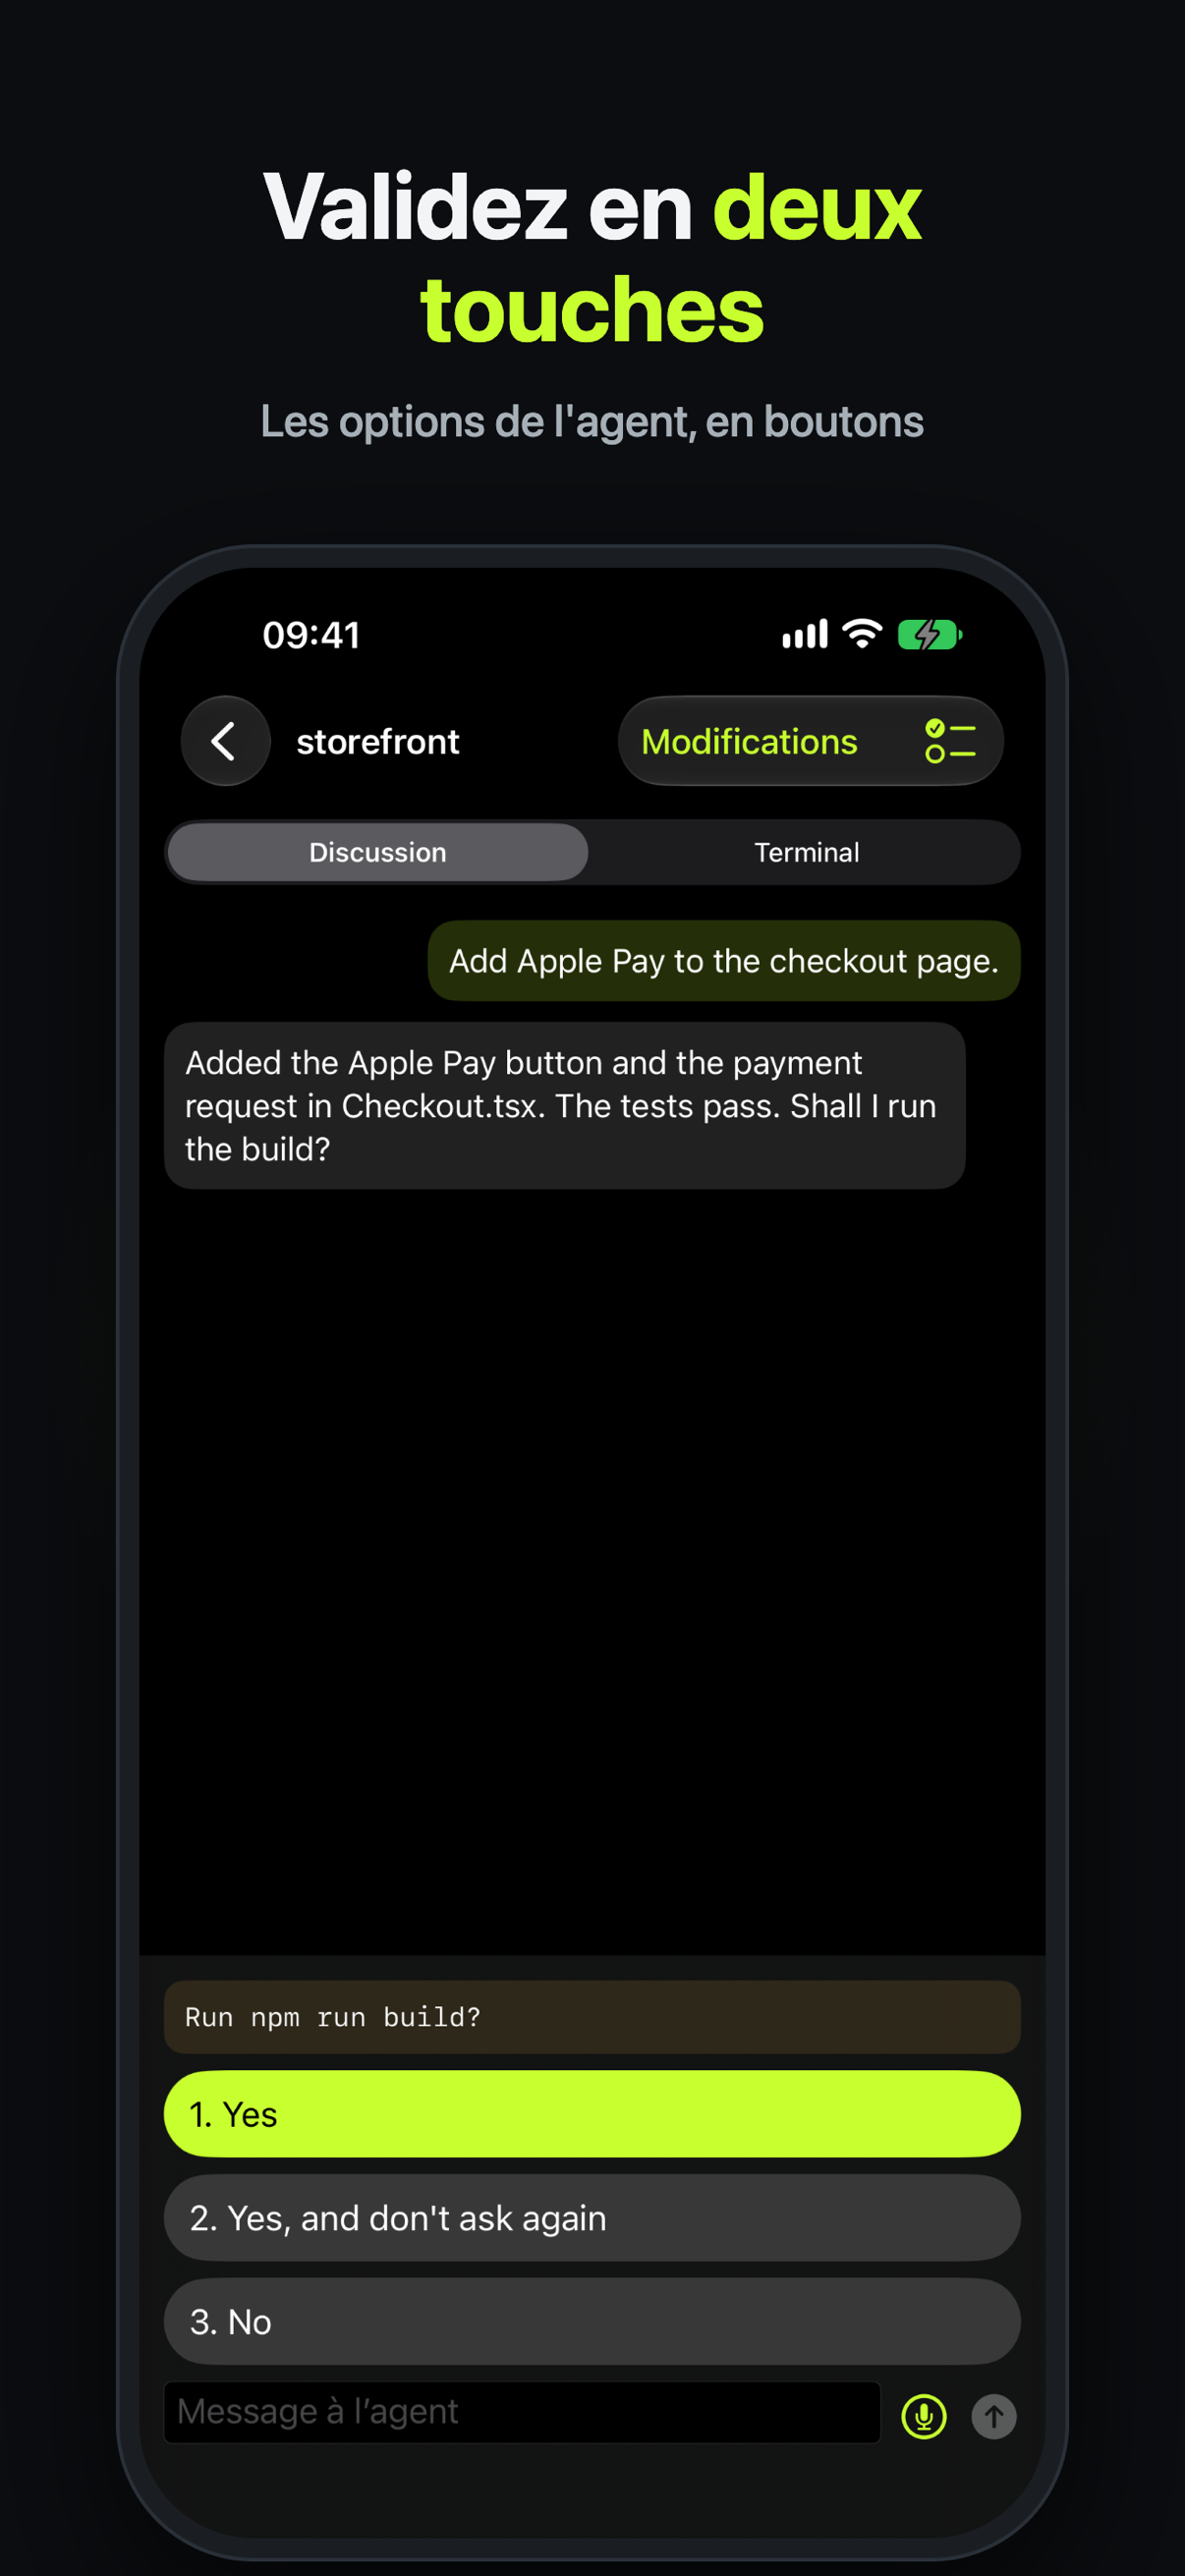 Validez en deux
touches
Les options de l'agent, en boutons
09:41
storefront
Modifications
Discussion
Terminal
Add Apple Pay to the checkout page.
Added the Apple Pay button and the payment
request in Checkout.tsx. The tests pass. Shall I run
the build?
Run npm run build?
1. Yes
2. Yes, and don't ask again
3. No
Message à l’agent